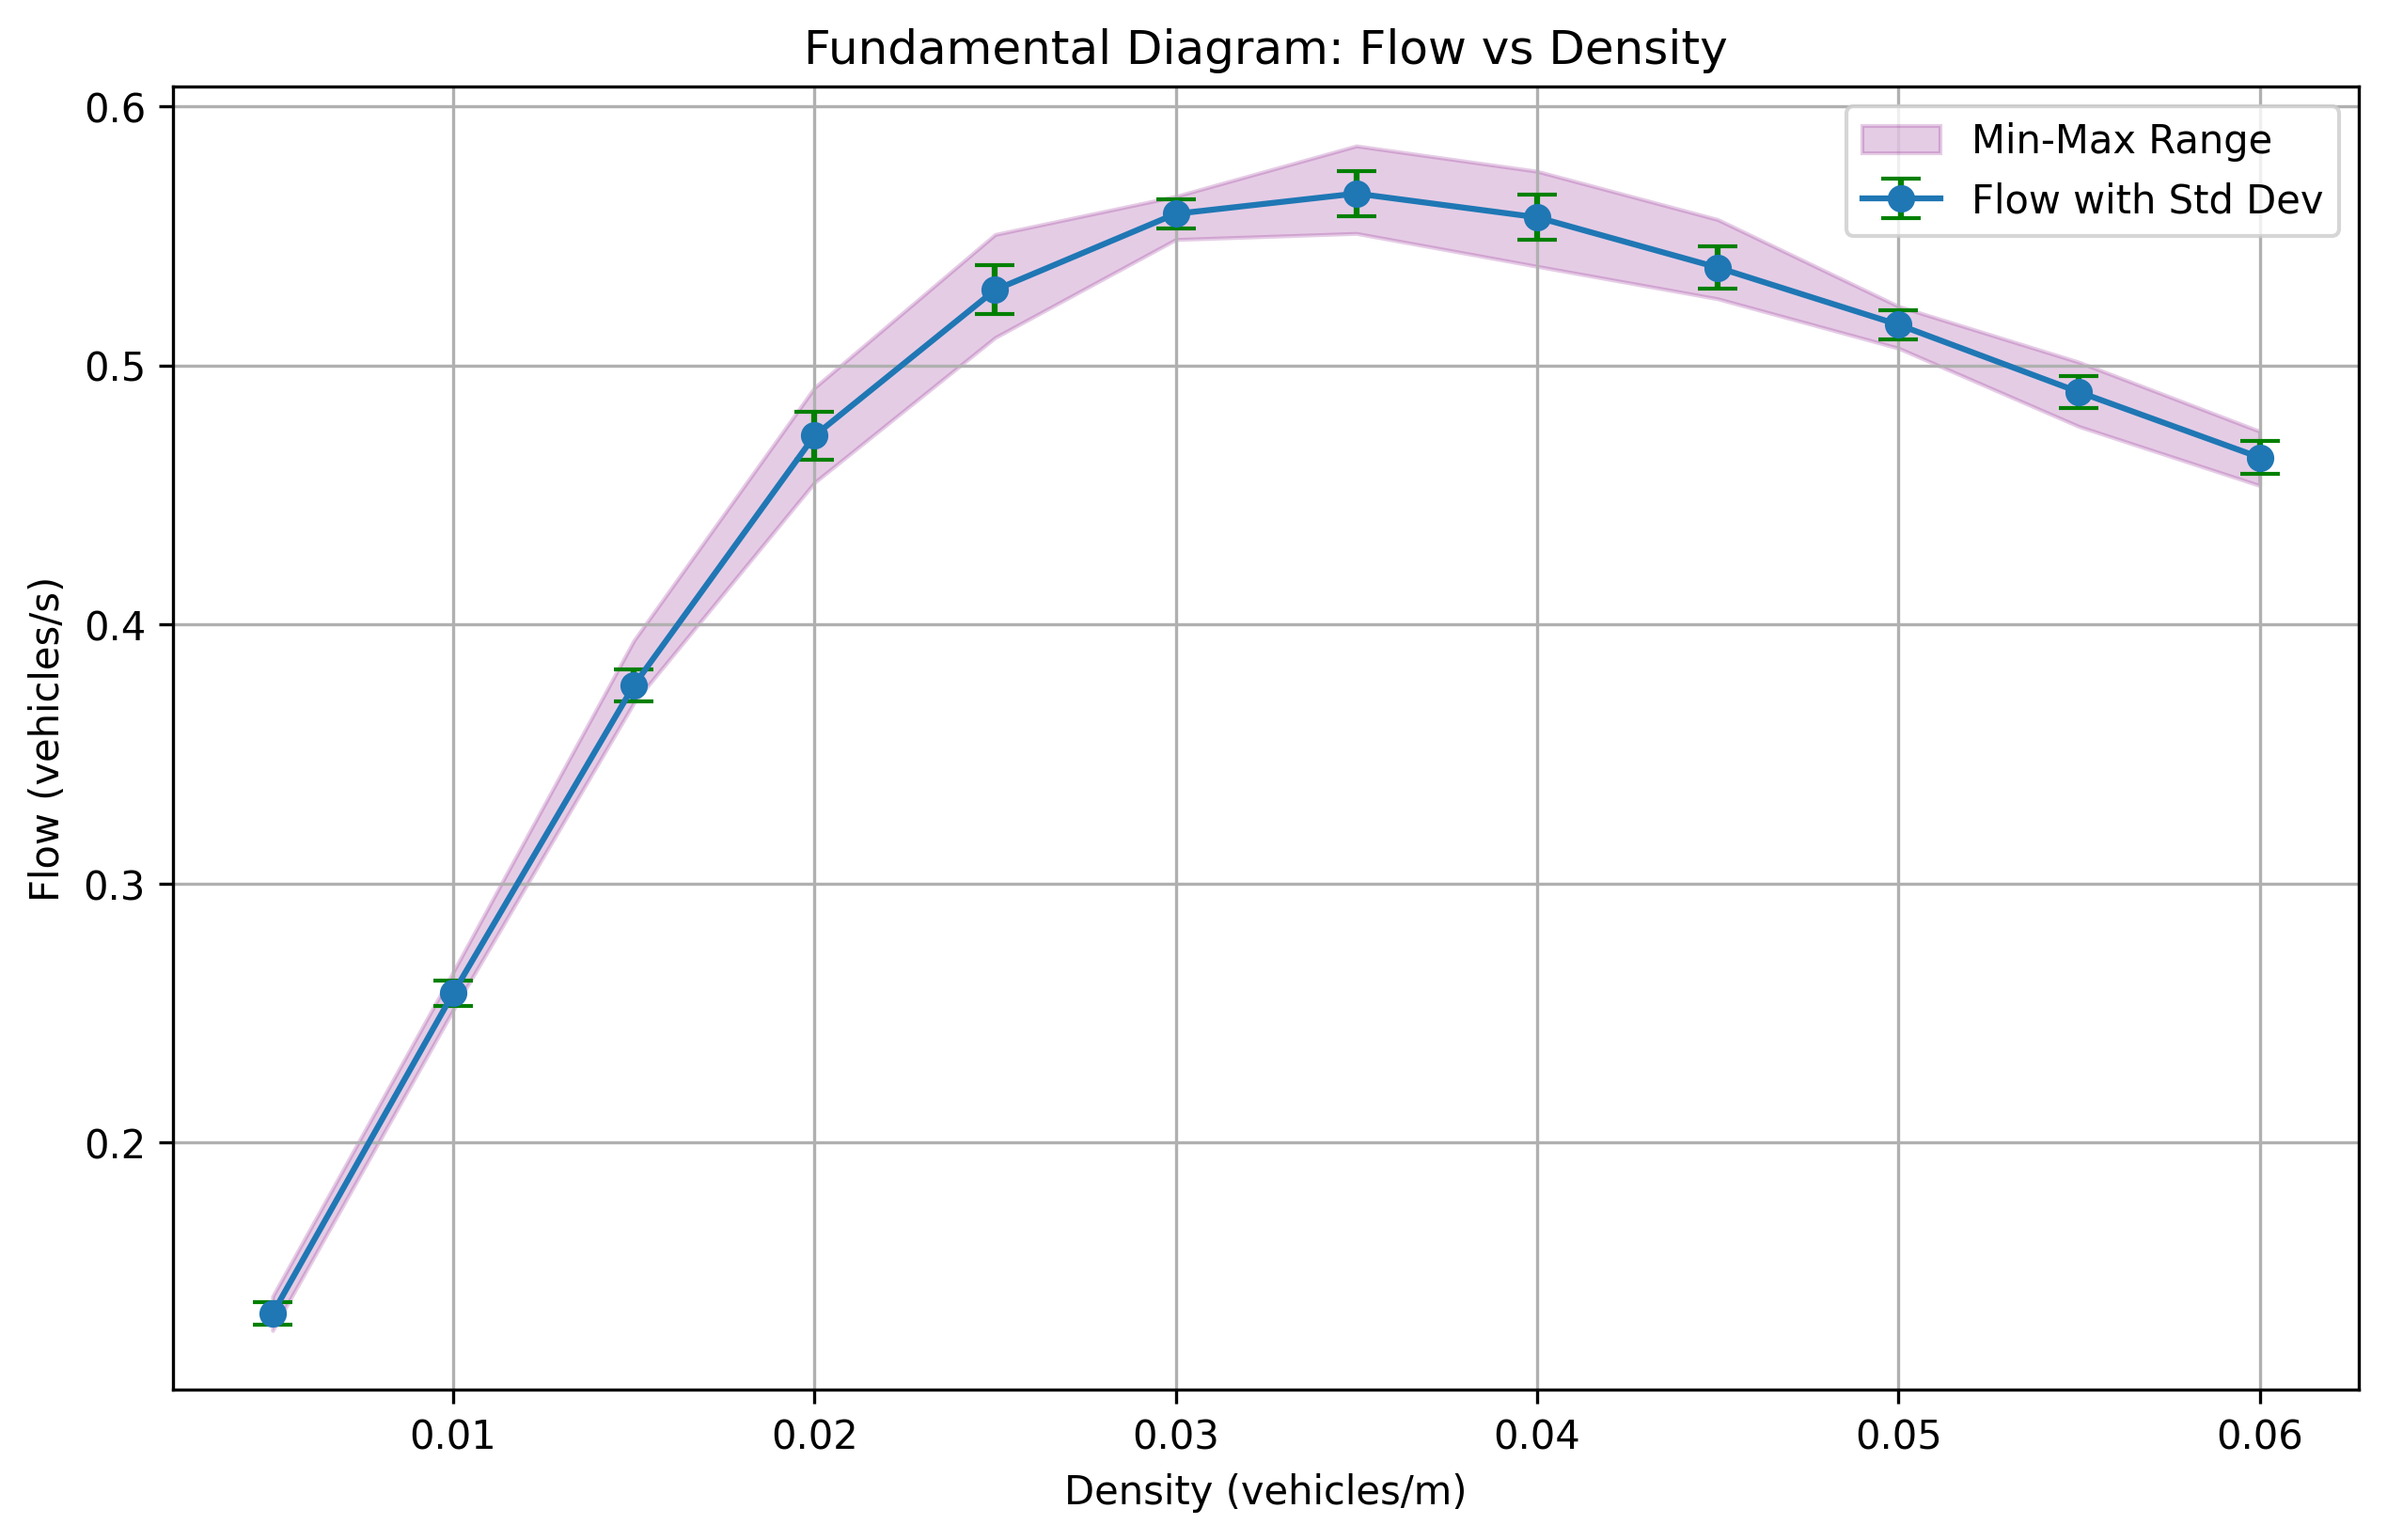 Fundamental Diagram: Flow vs Density
Min-Max Range
Flow with Std Dev
0.6
0.5
0.4
0.3
0.2
Flow (vehicles/s)
0.01 0.02 0.03 0.04 0.05 0.06
Density (vehicles/m)